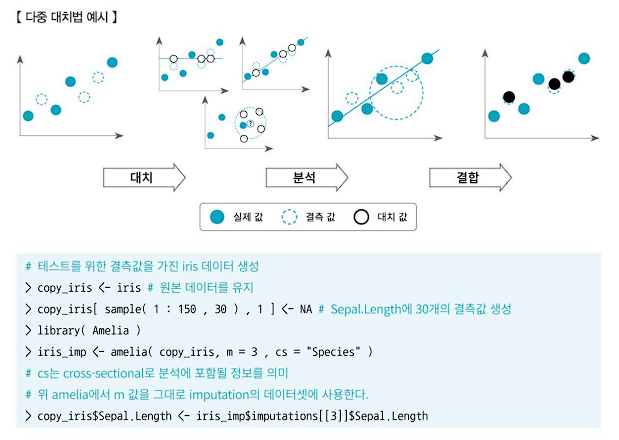 【 다중 대치법 예시 】
?
대치
분석
결합
실제 값 결측 값 대치 값
# 테스트를 위한 결측값을 가진 iris 데이터 생성
> copy_iris <- iris # 원본 데이터를 유지
> copy_iris[ sample( 1 : 150 , 30 ) , 1 ] <- NA # Sepal.Length에 30개의 결측값 생성
> library( Amelia )
> iris_imp <- amelia( copy_iris, m = 3 , cs = "Species" )
# cs는 cross-sectional로 분석에 포함될 정보를 의미
# 위 amelia에서 m 값을 그대로 imputation의 데이터셋에 사용한다.
> copy_iris$Sepal.Length <- iris_imp$imputations[[3]]$Sepal.Length